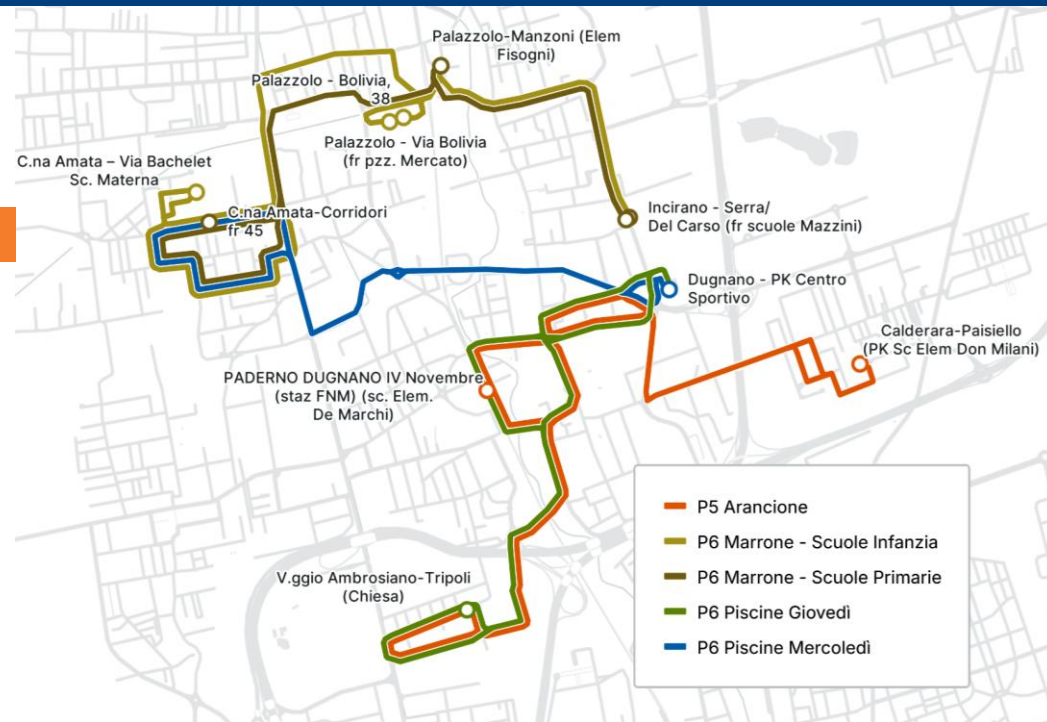 Palazzolo-Manzoni (Elem
Fisogni)
Palazzolo - Bolivia,
38
Palazzolo - Via Bolivia
(fr pzz. Mercato)
C.na Amata – Via Bachelet
Sc. Materna
C.na Amata-Corridori
fr 45
Incirano - Serra/
Del Carso (fr scuole Mazzini)
Dugnano - PK Centro
Sportivo
Calderara-Paisiello
(PK Sc Elem Don Milani)
PADERNO DUGNANO IV Novembre
(staz FNM) (sc. Elem.
De Marchi)
V.ggio Ambrosiano-Tripoli
(Chiesa)
P5 Arancione
P6 Marrone - Scuole Infanzia
P6 Marrone - Scuole Primarie
P6 Piscine Giovedì
P6 Piscine Mercoledì